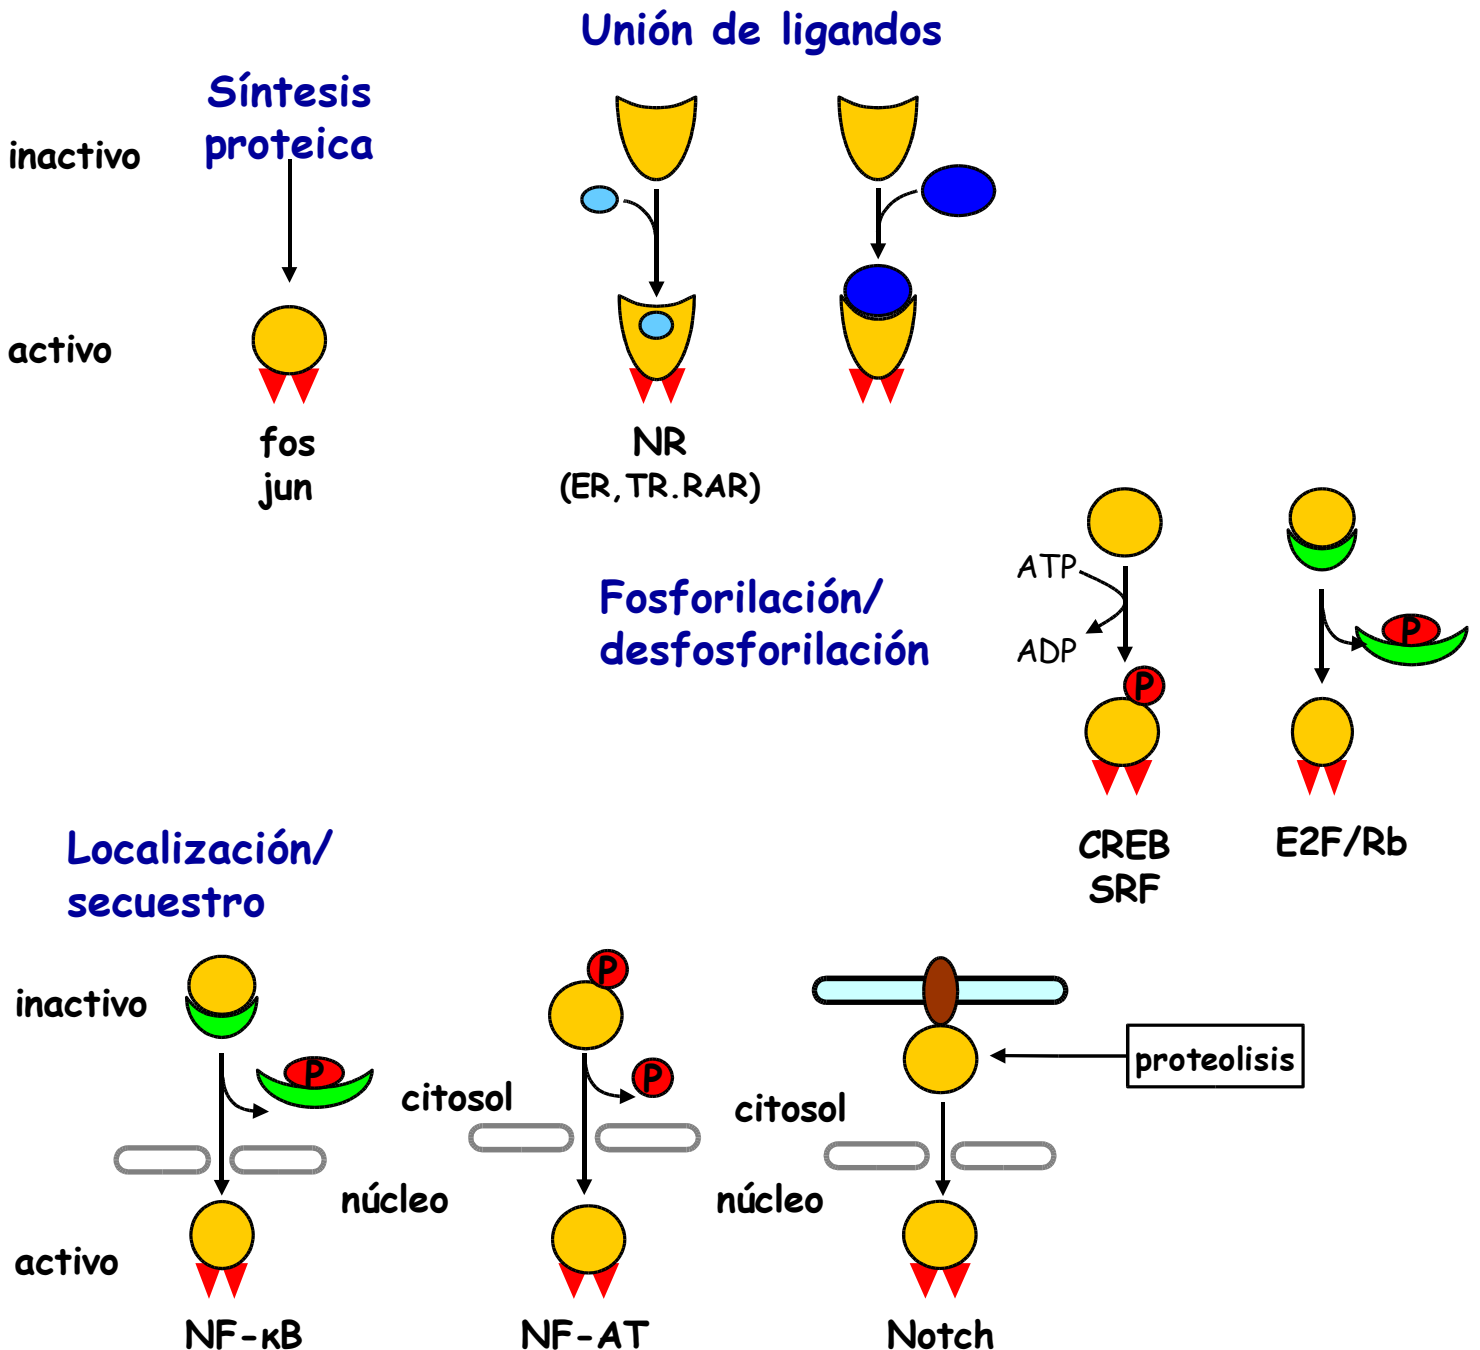 Unión de ligandos
Síntesis
proteica
inactivo
activo
fos
jun
NR
(ER,TR.RAR)
Fosforilación/
desfosforilación
ATP
ADP
P
P
CREB
SRF
E2F/Rb
Localización/
secuestro
inactivo
P
P
P
proteolisis
citosol
citosol
núcleo
núcleo
activo
NF-κB
NF-AT
Notch